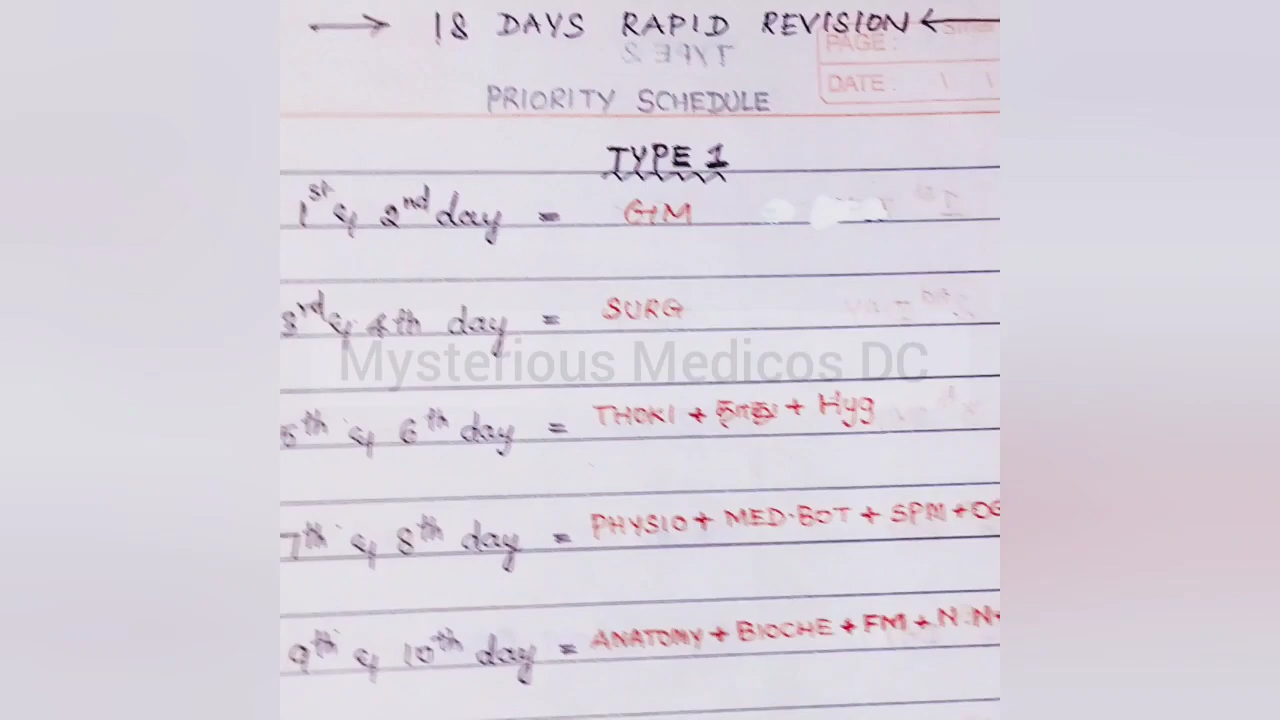 → 18 DAYS RAPID REVISION ←
PAGE:
DATE:
PRIORITY SCHEDULE
TYPE 1
1st & 2nd day = GM
3rd & 4th day = SURG
Mysterious Medicos DC
5th & 6th day = THOKI + + Hyg
7th & 8th day = PHYSIO + MED.BOT + SPM + OG
9th & 10th day = ANATOMY + BIOCHE + FM + N.N+